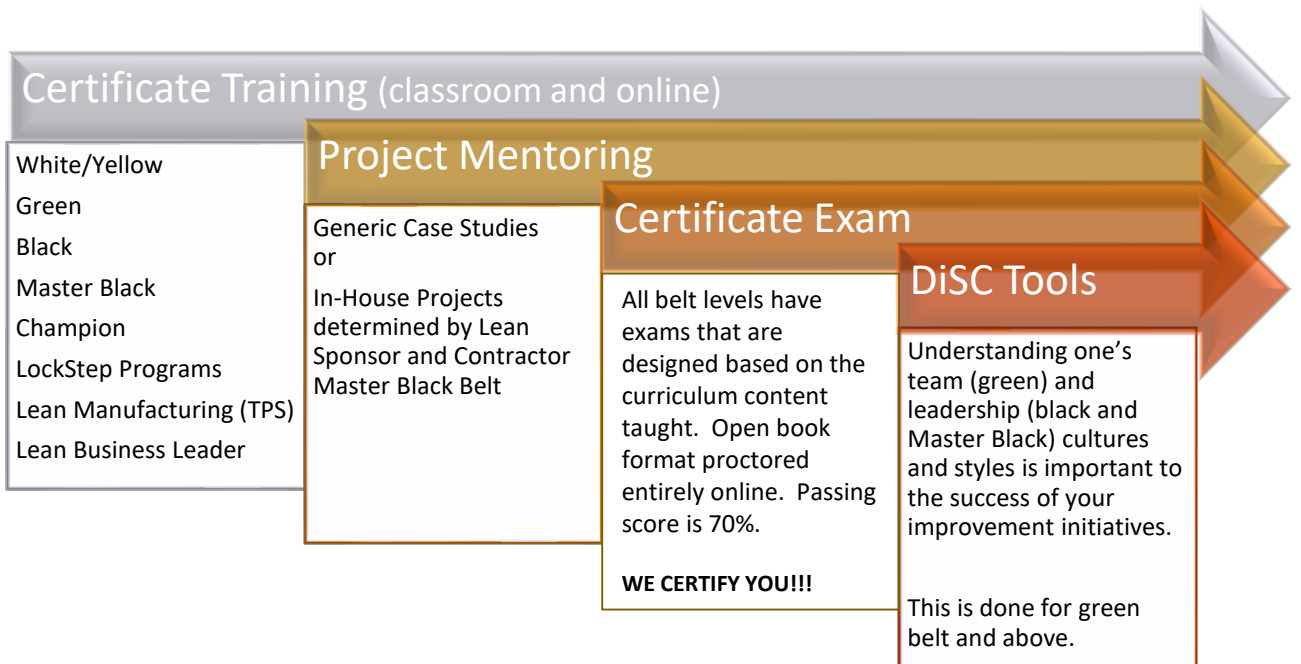 Certificate Training (classroom and online)
White/Yellow
Green
Black
Master Black
Champion
LockStep Programs
Lean Manufacturing (TPS)
Lean Business Leader
Project Mentoring
Generic Case Studies
or
In-House Projects
determined by Lean
Sponsor and Contractor
Master Black Belt
Certificate Exam
All belt levels have
exams that are
designed based on the
curriculum content
taught.  Open book
format proctored
entirely online.  Passing
score is 70%.
WE CERTIFY YOU!!!
DiSC Tools
Understanding one’s
team (green) and
leadership (black and
Master Black) cultures
and styles is important to
the success of your
improvement initiatives.
This is done for green
belt and above.